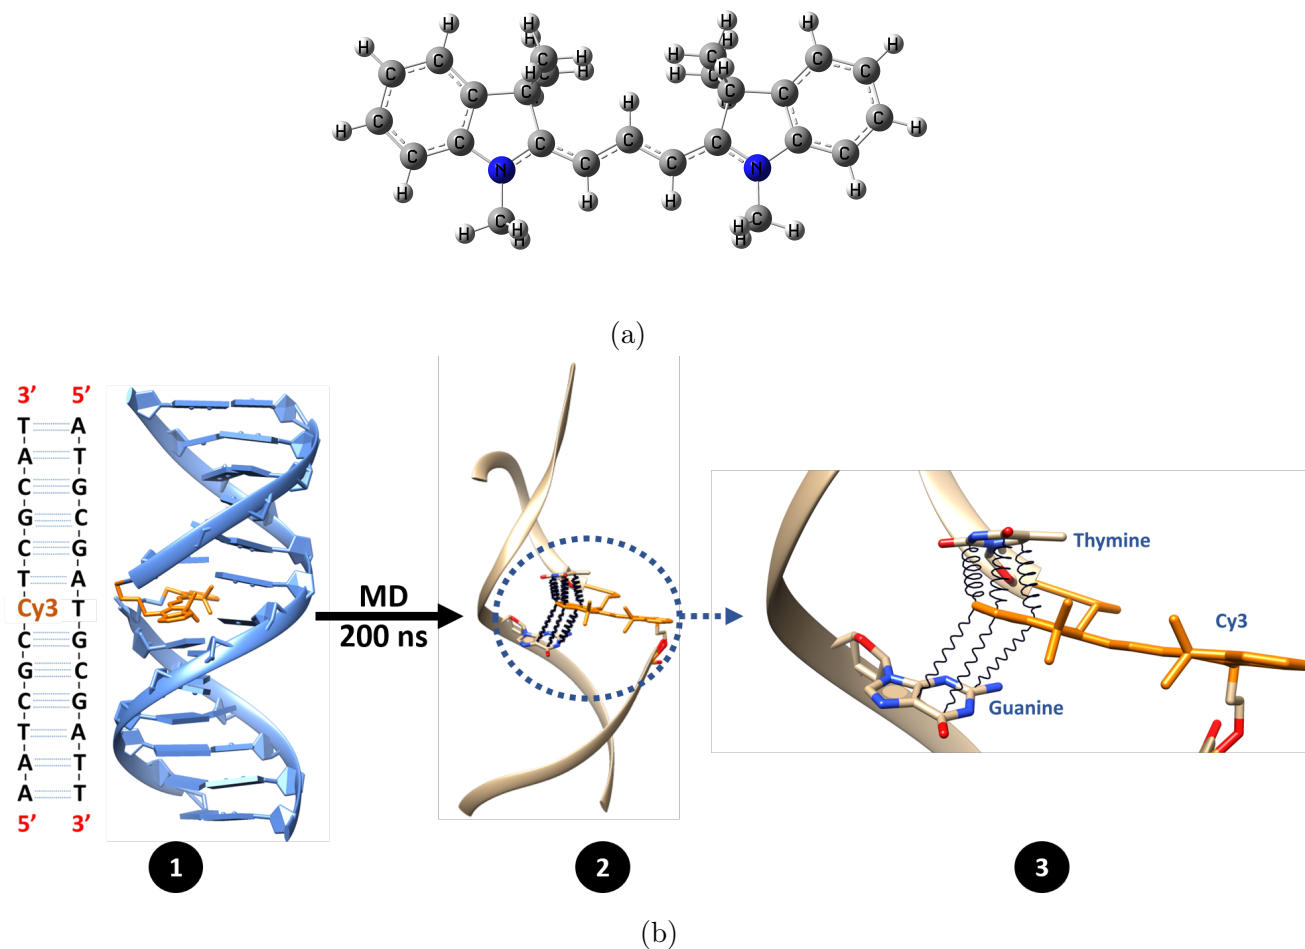 H H H H
H H H H
C C H H C C
C H C H H H C
C C C C
H
C C
H H
C C C C C
C C C C
N N
H H H H
C C
H H H H
H H
(a)
3’ 5’
T A
A T
C G
G C
C G
T A
Cy3 T
C G
G C
C G
T A
A T
A T
5’ 3’
MD
200 ns
Thymine
Cy3
Guanine
1
2
3
(b)